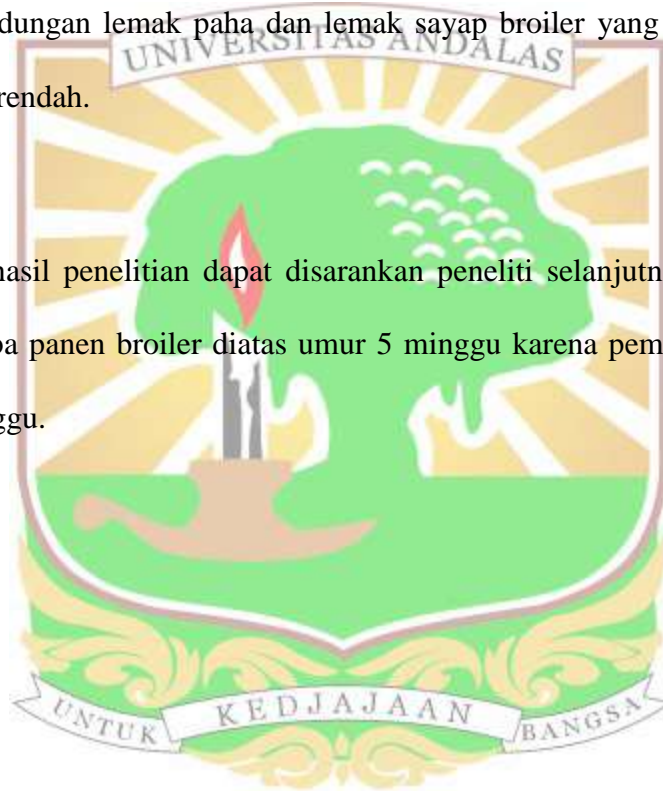 dungan lemak paha dan lemak sayap broiler yang
UNIVERSITAS ANDALAS
rendah.
hasil penelitian dapat disarankan peneliti selanjutn
ba panen broiler diatas umur 5 minggu karena pem
ggu.
UNTUK KEDJAJAAN BANGSA